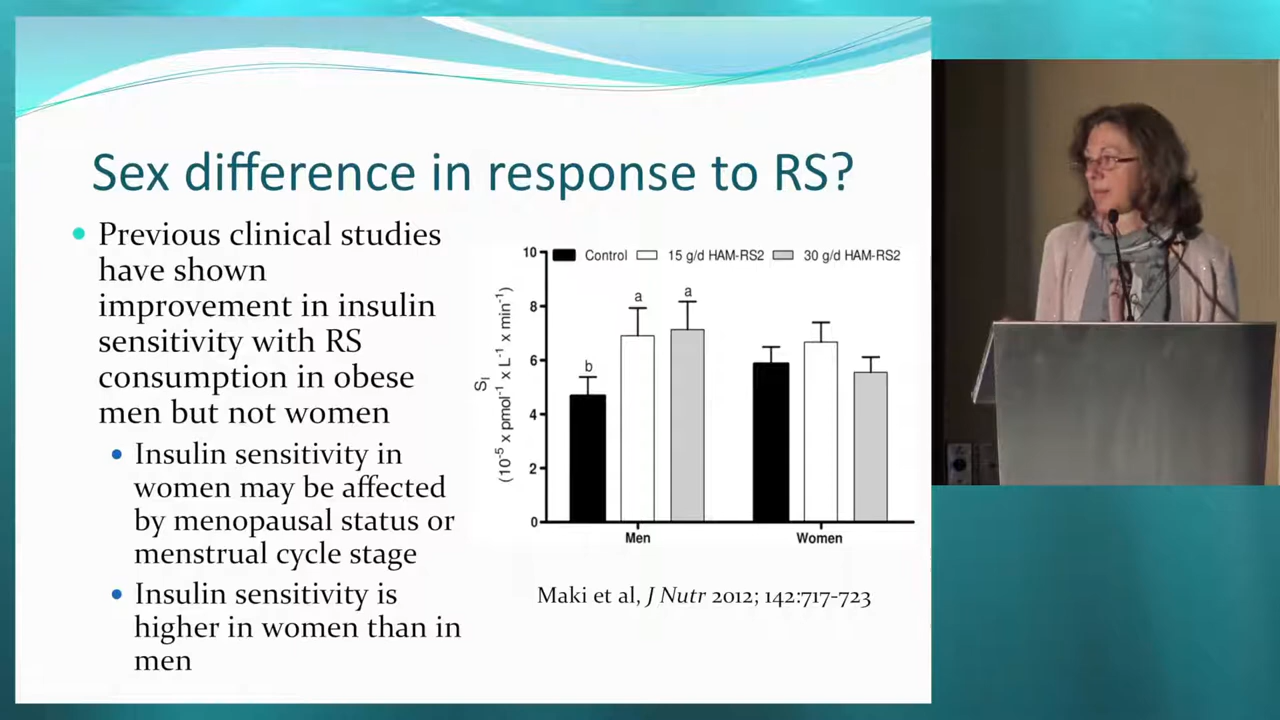 Sex difference in response to RS?
Previous clinical studies
have shown
improvement in insulin
sensitivity with RS
consumption in obese
men but not women
Insulin sensitivity in
women may be affected
by menopausal status or
menstrual cycle stage
Insulin sensitivity is
higher in women than in
men
Control 15 g/d HAM-RS2 30 g/d HAM-RS2
S_I
(10⁻⁵ x pmol⁻¹ x L⁻¹ x min⁻¹)
10
8
6
4
2
0
b
a
a
Men Women
Maki et al, J Nutr 2012; 142:717-723